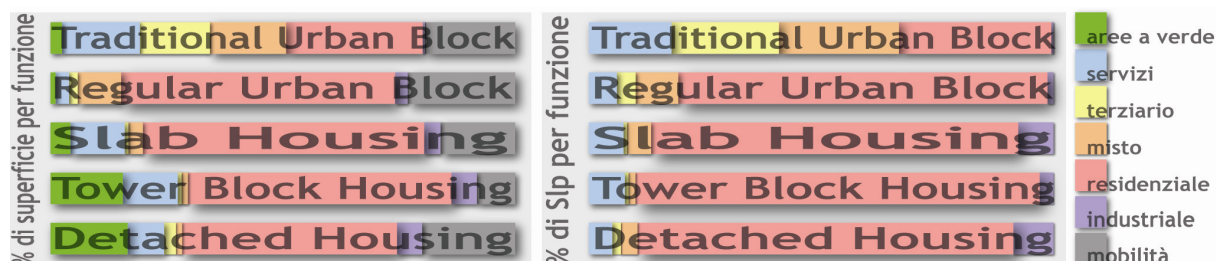 % di superficie per funzione
Traditional Urban Block
Regular Urban Block
Slab Housing
Tower Block Housing
Detached Housing
% di Slp per funzione
Traditional Urban Block
Regular Urban Block
Slab Housing
Tower Block Housing
Detached Housing
aree a verde
servizi
terziario
misto
residenziale
industriale
mobilità